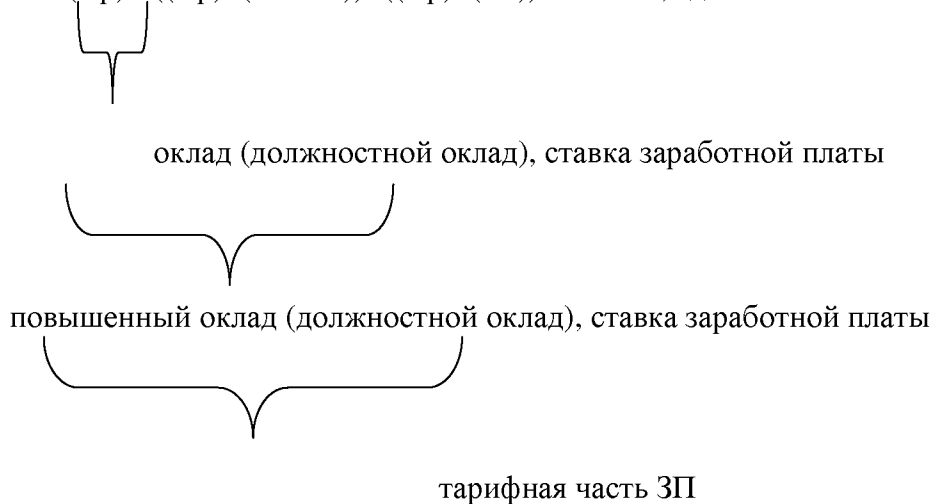 оклад (должностной оклад), ставка заработной платы
повышенный оклад (должностной оклад), ставка заработной платы
тарифная часть ЗП